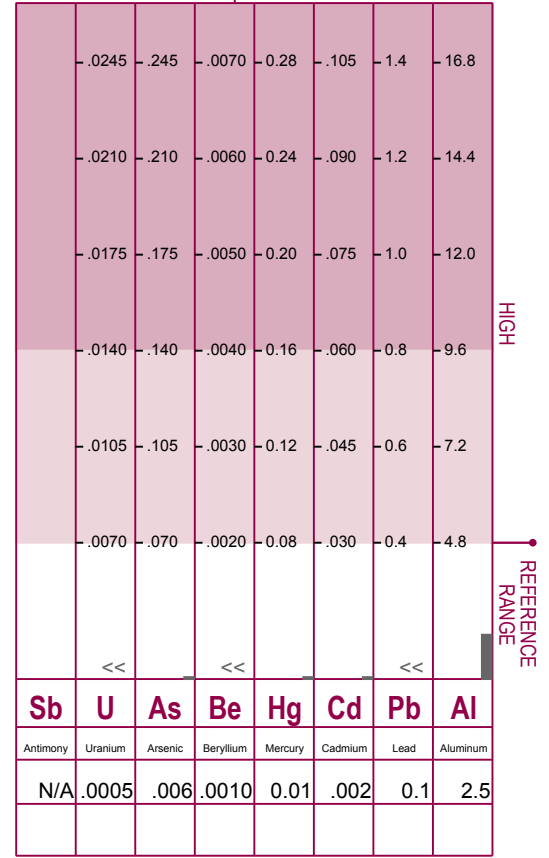 .0245 .245 .0070 0.28 .105 1.4 16.8
.0210 .210 .0060 0.24 .090 1.2 14.4
.0175 .175 .0050 0.20 .075 1.0 12.0
HIGH
.0140 .140 .0040 0.16 .060 0.8 9.6
.0105 .105 .0030 0.12 .045 0.6 7.2
.0070 .070 .0020 0.08 .030 0.4 4.8
REFERENCE
RANGE
<< << <<
Sb U As Be Hg Cd Pb Al
Antimony Uranium Arsenic Beryllium Mercury Cadmium Lead Aluminum
N/A .0005 .006 .0010 0.01 .002 0.1 2.5